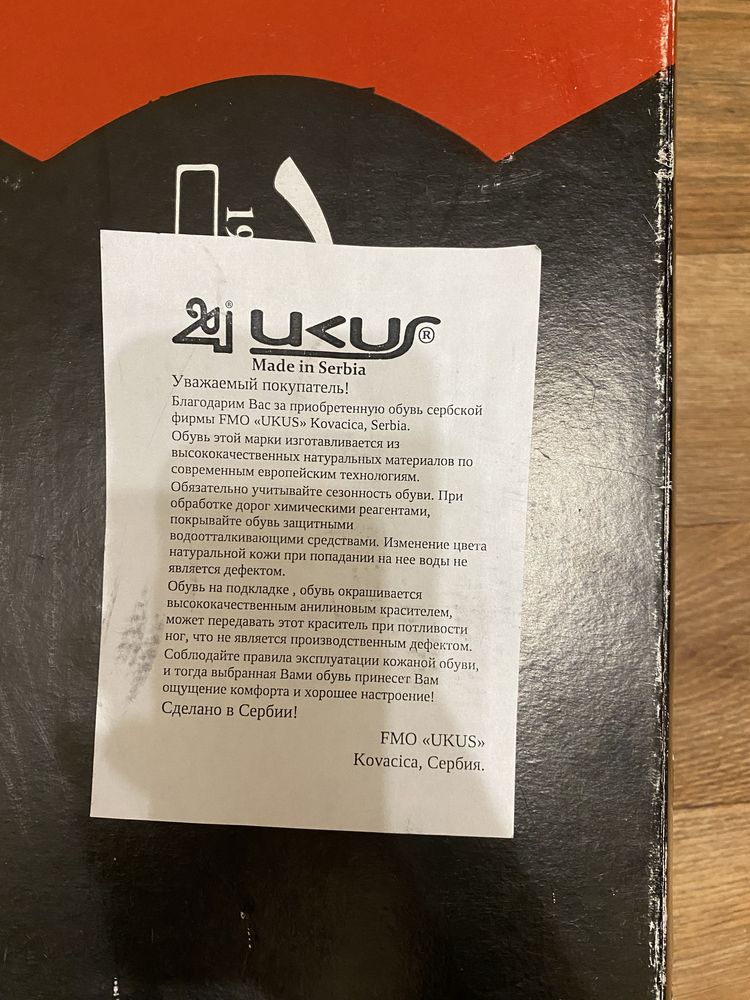 19
UKUS®
Made in Serbia
Уважаемый покупатель!
Благодарим Вас за приобретенную обувь сербской
фирмы FMO «UKUS» Kovacica, Serbia.
Обувь этой марки изготавливается из
высококачественных натуральных материалов по
современным европейским технологиям.
Обязательно учитывайте сезонность обуви. При
обработке дорог химическими реагентами,
покрывайте обувь защитными
водоотталкивающими средствами. Изменение цвета
натуральной кожи при попадании на нее воды не
является дефектом.
Обувь на подкладке , обувь окрашивается
высококачественным анилиновым красителем,
может передавать этот краситель при потливости
ног, что не является производственным дефектом.
Соблюдайте правила эксплуатации кожаной обуви,
и тогда выбранная Вами обувь принесет Вам
ощущение комфорта и хорошее настроение!
Сделано в Сербии!
FMO «UKUS»
Kovacica, Сербия.